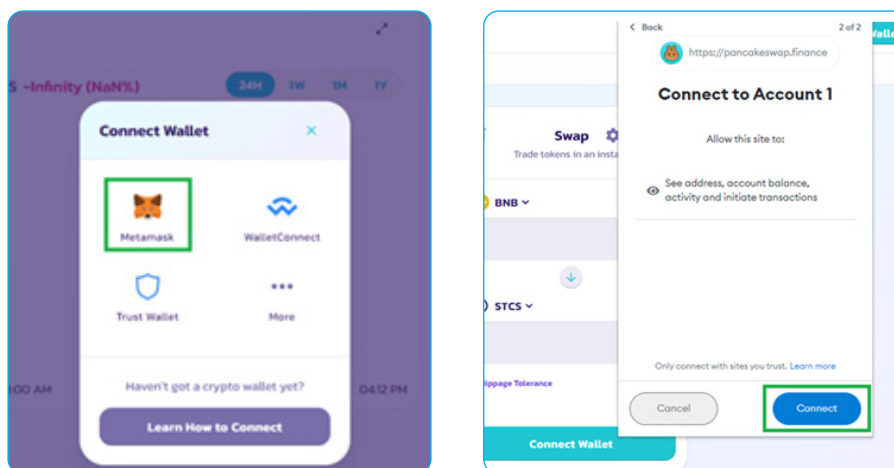 S -Infinity (NaN%)
24H 1W 1M 1Y
Connect Wallet
Metamask
WalletConnect
Trust Wallet
More
Haven't got a crypto wallet yet?
Learn How to Connect
:00 AM
04:12 PM
Back
2 of 2
https://pancakeswap.finance
Connect to Account 1
Allow this site to:
See address, account balance,
activity and initiate transactions
Only connect with sites you trust. Learn more
Cancel
Connect
Swap
Trade tokens in an insta
BNB
STCS
lippage Tolerance
Connect Wallet